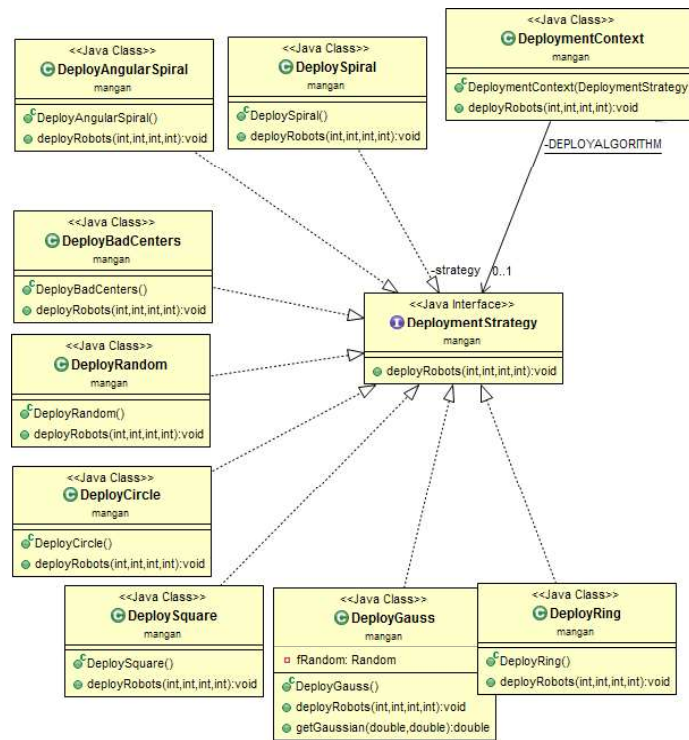 <<Java Class>>
DeployAngularSpiral
mangan
DeployAngularSpiral()
deployRobots(int,int,int,int):void
<<Java Class>>
DeploySpiral
mangan
DeploySpiral()
deployRobots(int,int,int,int):void
<<Java Class>>
DeploymentContext
mangan
DeploymentContext(DeploymentStrategy
deployRobots(int,int,int,int):void
-DEPLOYALGORITHM
<<Java Class>>
DeployBadCenters
mangan
DeployBadCenters()
deployRobots(int,int,int,int):void
-strategy 0..1
<<Java Interface>>
DeploymentStrategy
mangan
deployRobots(int,int,int,int):void
<<Java Class>>
DeployRandom
mangan
DeployRandom()
deployRobots(int,int,int,int):void
<<Java Class>>
DeployCircle
mangan
DeployCircle()
deployRobots(int,int,int,int):void
<<Java Class>>
DeploySquare
mangan
DeploySquare()
deployRobots(int,int,int,int):void
<<Java Class>>
DeployGauss
mangan
fRandom: Random
DeployGauss()
deployRobots(int,int,int,int):void
getGaussian(double,double):double
<<Java Class>>
DeployRing
mangan
DeployRing()
deployRobots(int,int,int,int):void